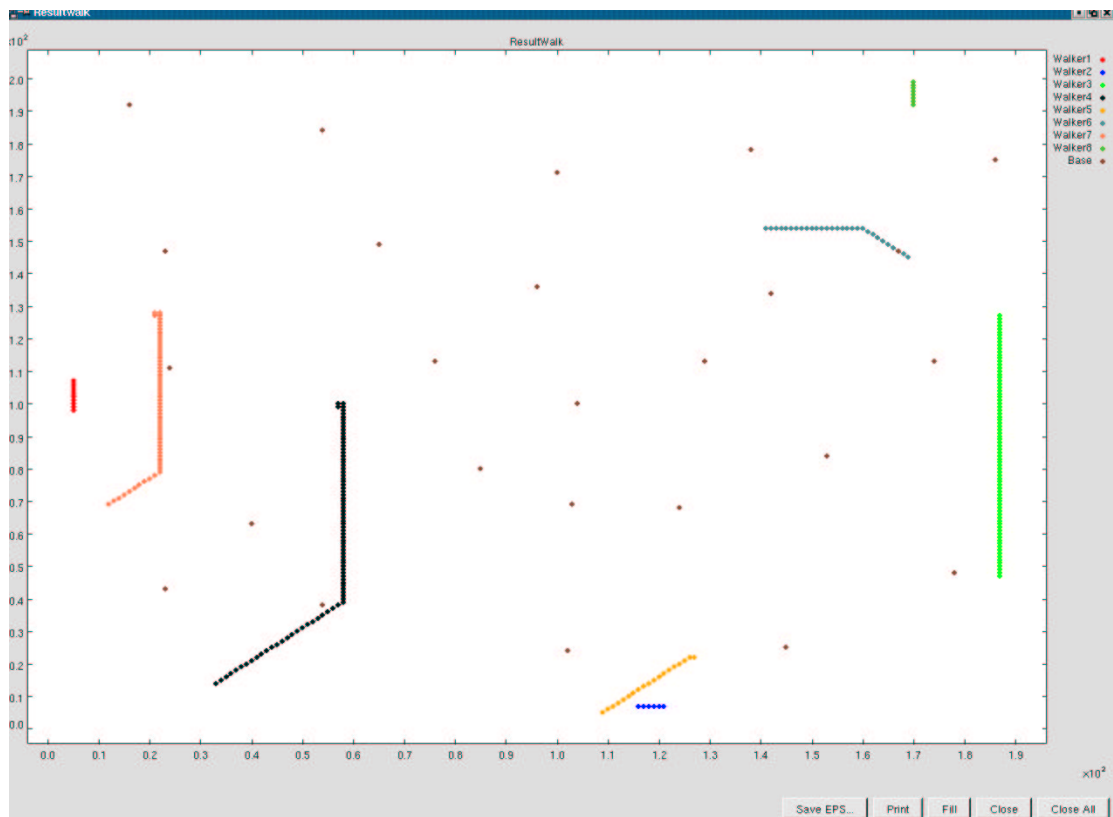 ResultWalk
x10²
ResultWalk
Walker1
Walker2
Walker3
Walker4
Walker5
Walker6
Walker7
Walker8
Base
2.0
1.9
1.8
1.7
1.6
1.5
1.4
1.3
1.2
1.1
1.0
0.9
0.8
0.7
0.6
0.5
0.4
0.3
0.2
0.1
0.0
0.0 0.1 0.2 0.3 0.4 0.5 0.6 0.7 0.8 0.9 1.0 1.1 1.2 1.3 1.4 1.5 1.6 1.7 1.8 1.9
x10²
Save EPS... Print Fill Close Close All